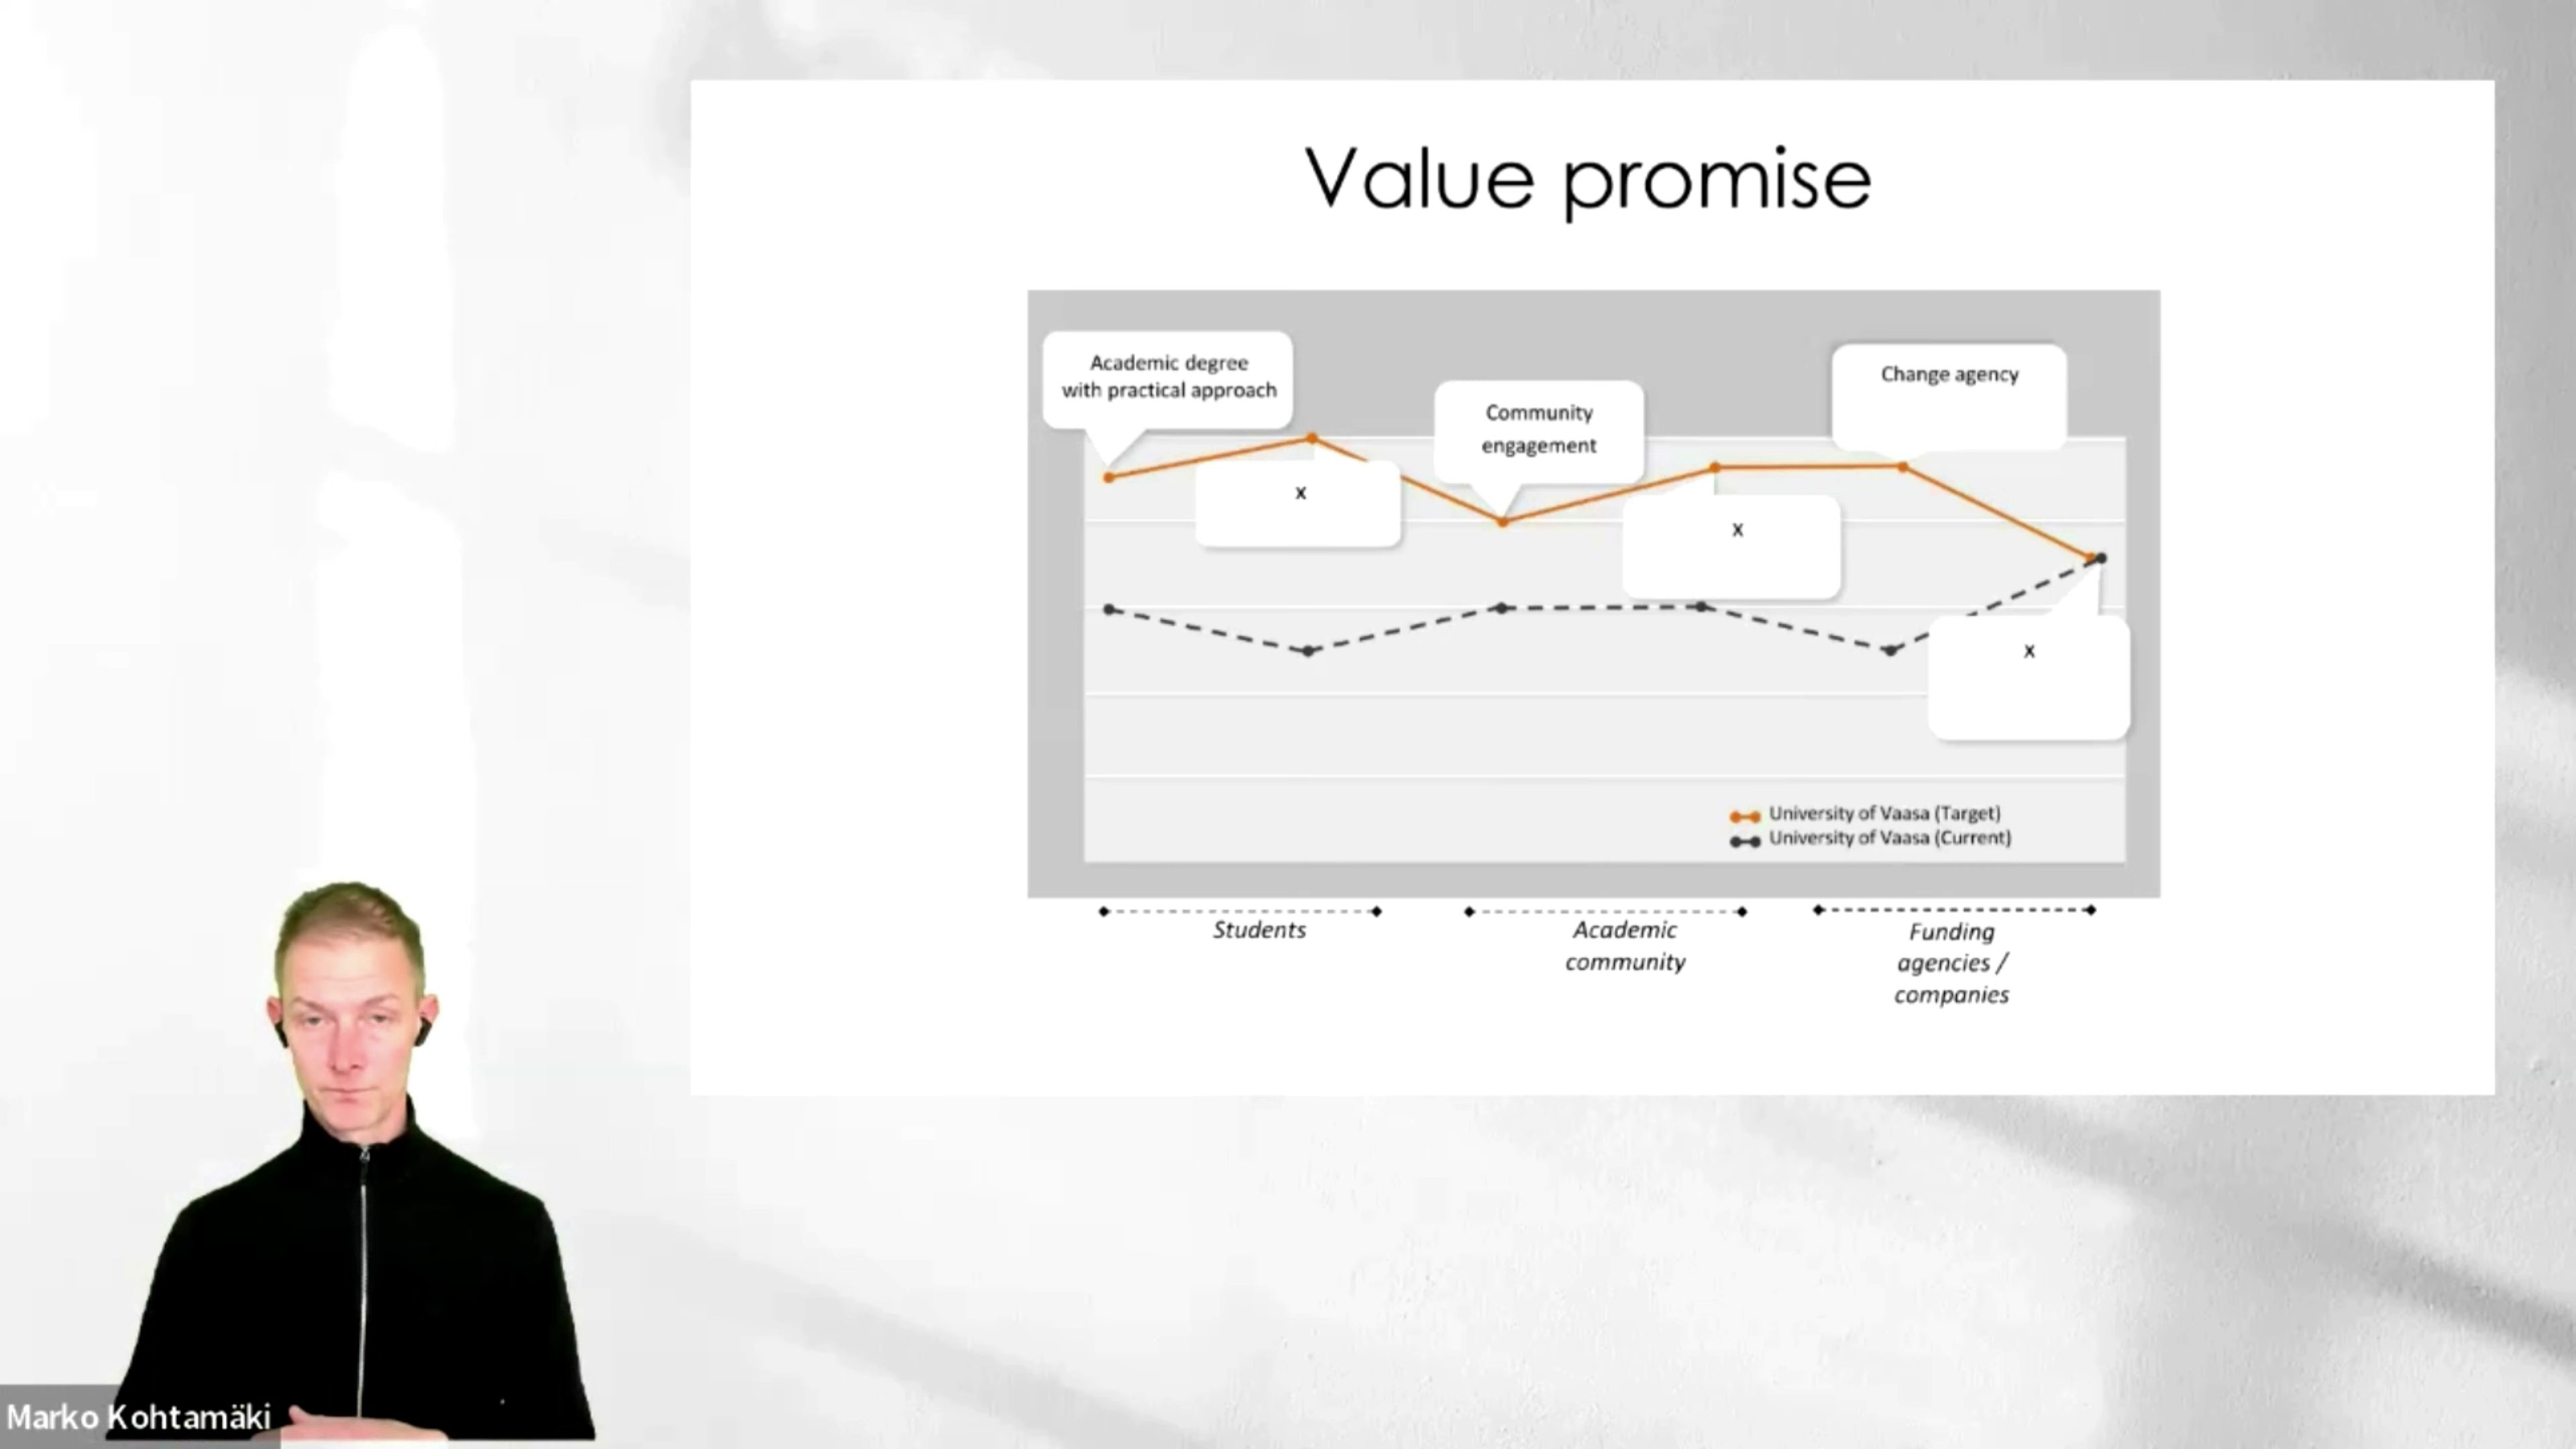 Value promise
Academic degree
with practical approach
x
Community
engagement
x
Change agency
x
University of Vaasa (Target)
University of Vaasa (Current)
Students
Academic
community
Funding
agencies /
companies
Marko Kohtamäki